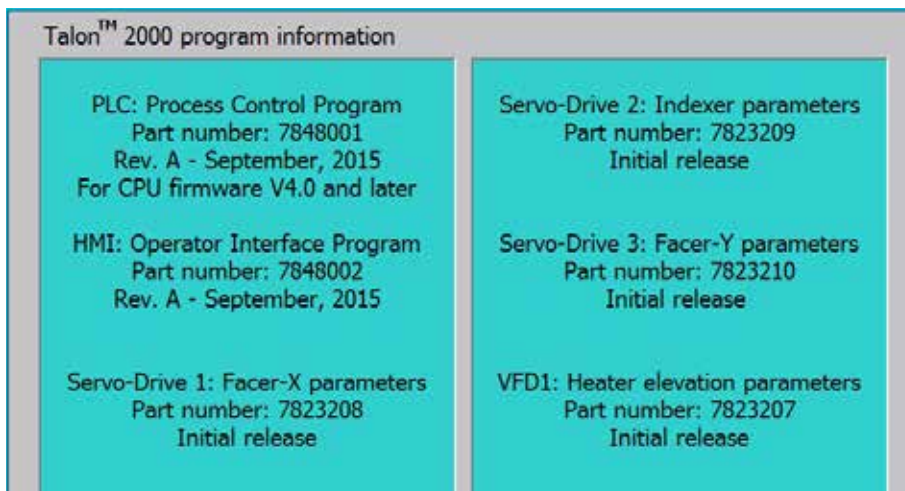 Talon™ 2000 program information
PLC: Process Control Program
Part number: 7848001
Rev. A - September, 2015
For CPU firmware V4.0 and later
HMI: Operator Interface Program
Part number: 7848002
Rev. A - September, 2015
Servo-Drive 1: Facer-X parameters
Part number: 7823208
Initial release
Servo-Drive 2: Indexer parameters
Part number: 7823209
Initial release
Servo-Drive 3: Facer-Y parameters
Part number: 7823210
Initial release
VFD1: Heater elevation parameters
Part number: 7823207
Initial release